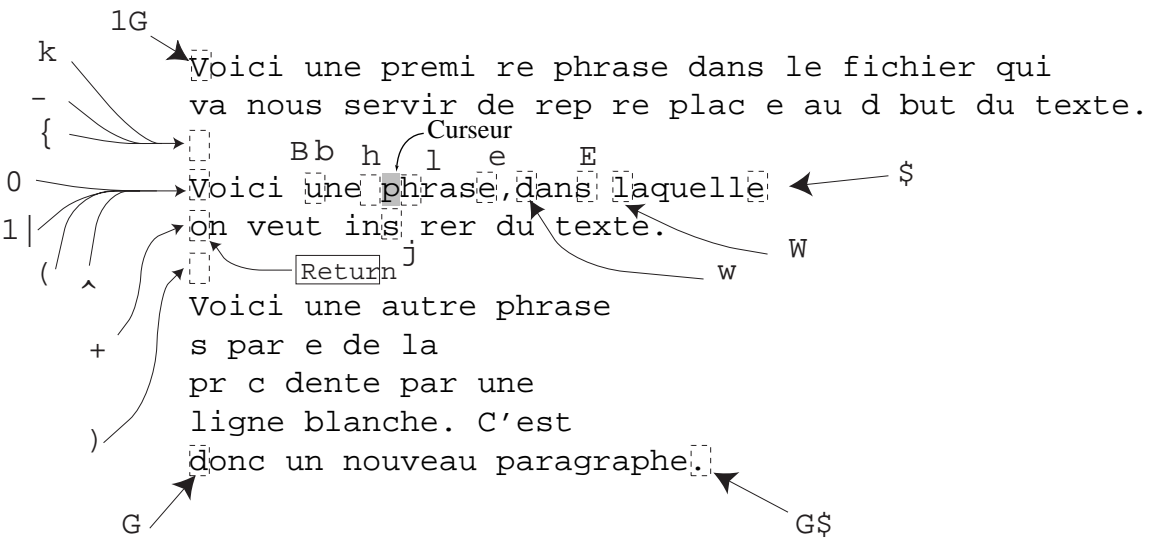 1G
k
Voici une premi re phrase dans le fichier qui
-
va nous servir de rep re plac e au d but du texte.
{
Curseur
B b h l e E
0
Voici une phrase,dans laquelle
$
1|
on veut ins rer du texte.
j
W
( ^
Return
w
Voici une autre phrase
+
s par e de la
pr c dente par une
ligne blanche. C'est
)
donc un nouveau paragraphe.
G
G$